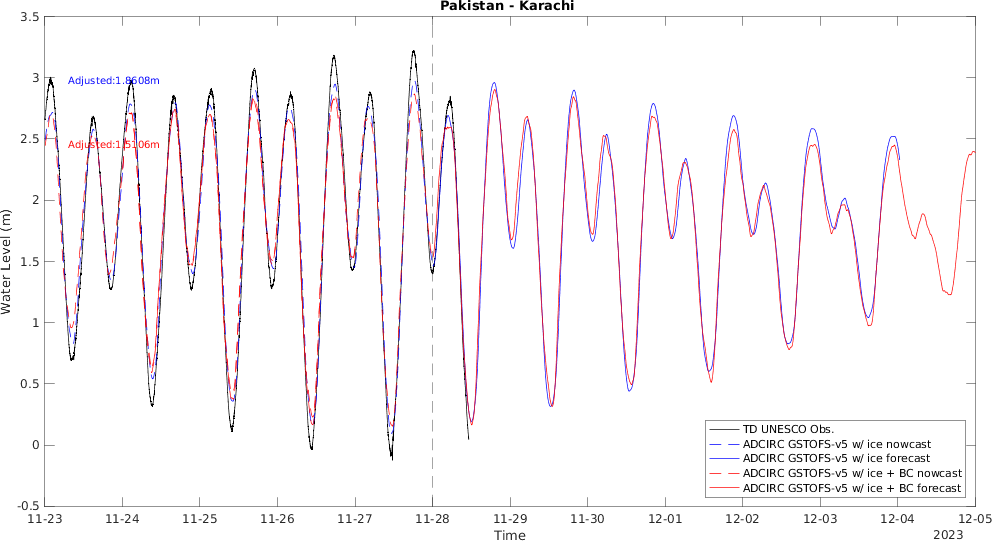 Pakistan - Karachi
3.5
3
2.5
2
1.5
1
0.5
0
-0.5
Water Level (m)
Adjusted:1.8608m
Adjusted:1.5106m
TD UNESCO Obs.
ADCIRC GSTOFS-v5 w/ ice nowcast
ADCIRC GSTOFS-v5 w/ ice forecast
ADCIRC GSTOFS-v5 w/ ice + BC nowcast
ADCIRC GSTOFS-v5 w/ ice + BC forecast
11-23 11-24 11-25 11-26 11-27 11-28 11-29 11-30 12-01 12-02 12-03 12-04 12-05
Time
2023